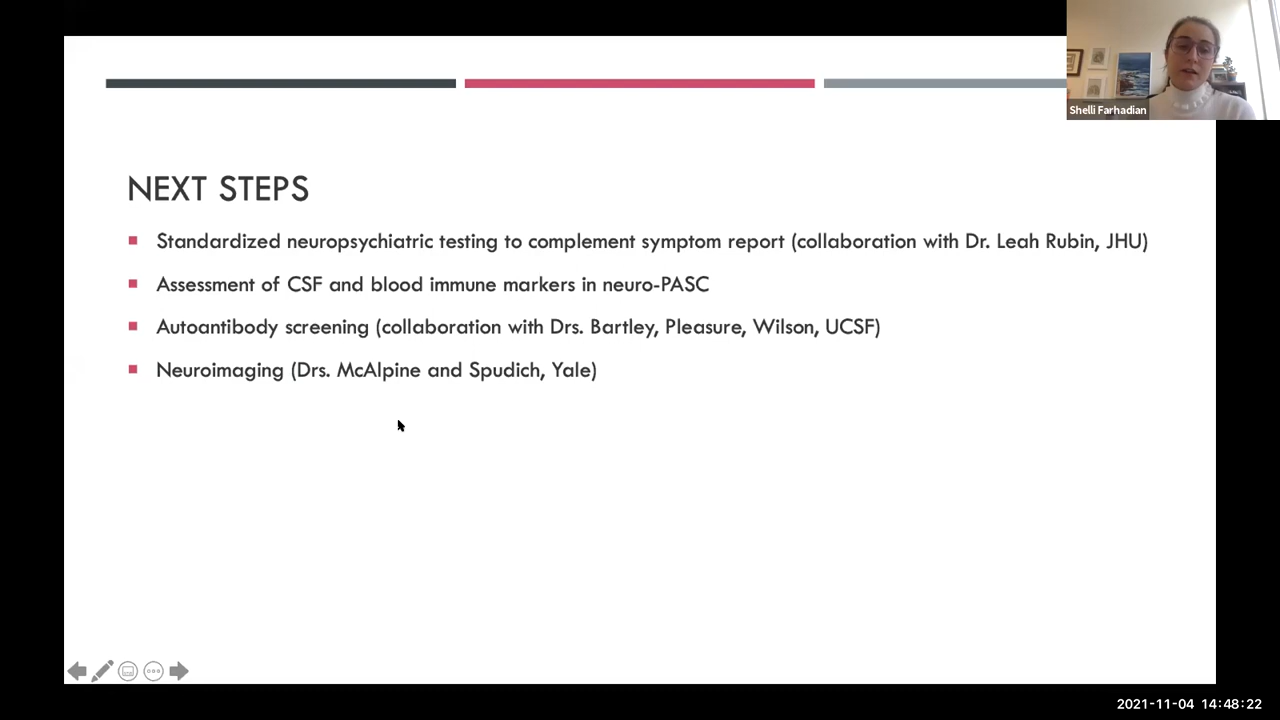 Shelli Farhadian
NEXT STEPS
Standardized neuropsychiatric testing to complement symptom report (collaboration with Dr. Leah Rubin, JHU)
Assessment of CSF and blood immune markers in neuro-PASC
Autoantibody screening (collaboration with Drs. Bartley, Pleasure, Wilson, UCSF)
Neuroimaging (Drs. McAlpine and Spudich, Yale)
2021-11-04 14:48:22